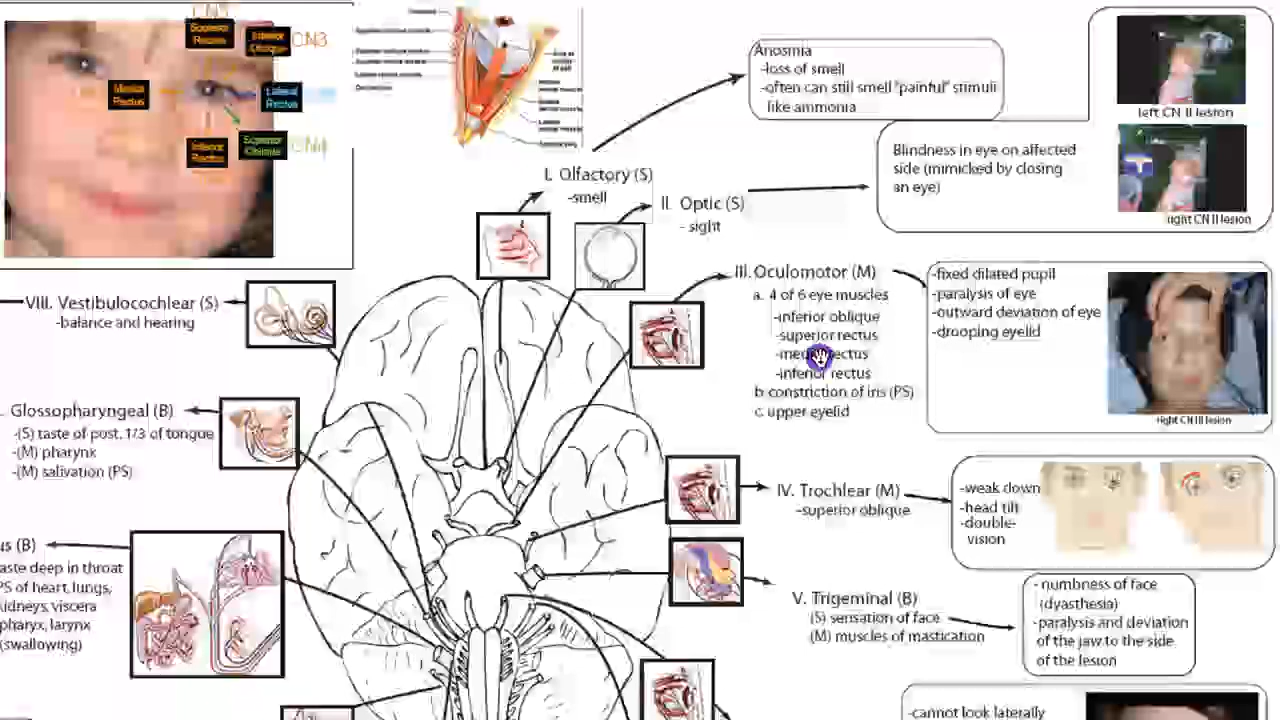 CN3
Superior
Rectus
Inferior
Oblique
CN3
Medial
Rectus
Lateral
Rectus
Inferior
Rectus
Superior
Oblique
CN4
Anosmia
-loss of smell
-often can still smell "painful" stimuli
like ammonia
left CN II lesion
Blindness in eye on affected
side (mimicked by closing
an eye)
right CN II lesion
I. Olfactory (S)
-smell
II. Optic (S)
- sight
III. Oculomotor (M)
a. 4 of 6 eye muscles
-inferior oblique
-superior rectus
rectus
-inferior rectus
b constriction of iris (PS)
c. upper eyelid
-fixed dilated pupil
-paralysis of eye
-outward deviation of eye
-drooping eyelid
right CN III lesion
VIII. Vestibulocochlear (S)
-balance and hearing
. Glossopharyngeal (B)
-(S) taste of post. 1/3 of tongue
-(M) pharynx
-(M) salivation (PS)
us (B)
aste deep in throat
PS of heart, lungs,
idneys, viscera
pharyx, larynx
(swallowing)
IV. Trochlear (M)
-superior oblique
-weak down
-head tilt
-double-
vision
V. Trigeminal (B)
(S) sensation of face
(M) muscles of mastication
- numbness of face
(dyasthesia)
-paralysis and deviation
of the jaw to the side
of the lesion
-cannot look laterally